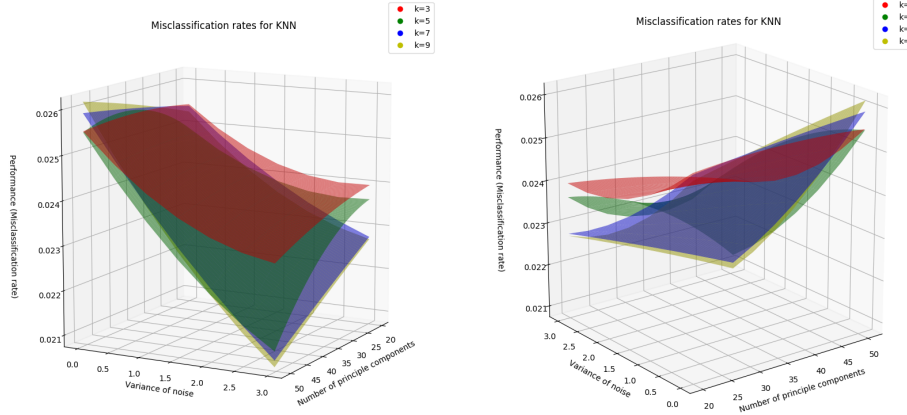 Misclassification rates for KNN
k=3
k=5
k=7
k=9
0.026
0.025
0.024
0.023
0.022
0.021
Performance (Misclassification rate)
0.0
0.5
1.0
1.5
2.0
2.5
3.0
Variance of noise
50
45
40
35
30
25
20
Number of principle components
Misclassification rates for KNN
k=
k=
k=
k=
0.026
0.025
0.024
0.023
0.022
0.021
Performance (Misclassification rate)
3.0
2.5
2.0
1.5
1.0
0.5
0.0
Variance of noise
20
25
30
35
40
45
50
Number of principle components